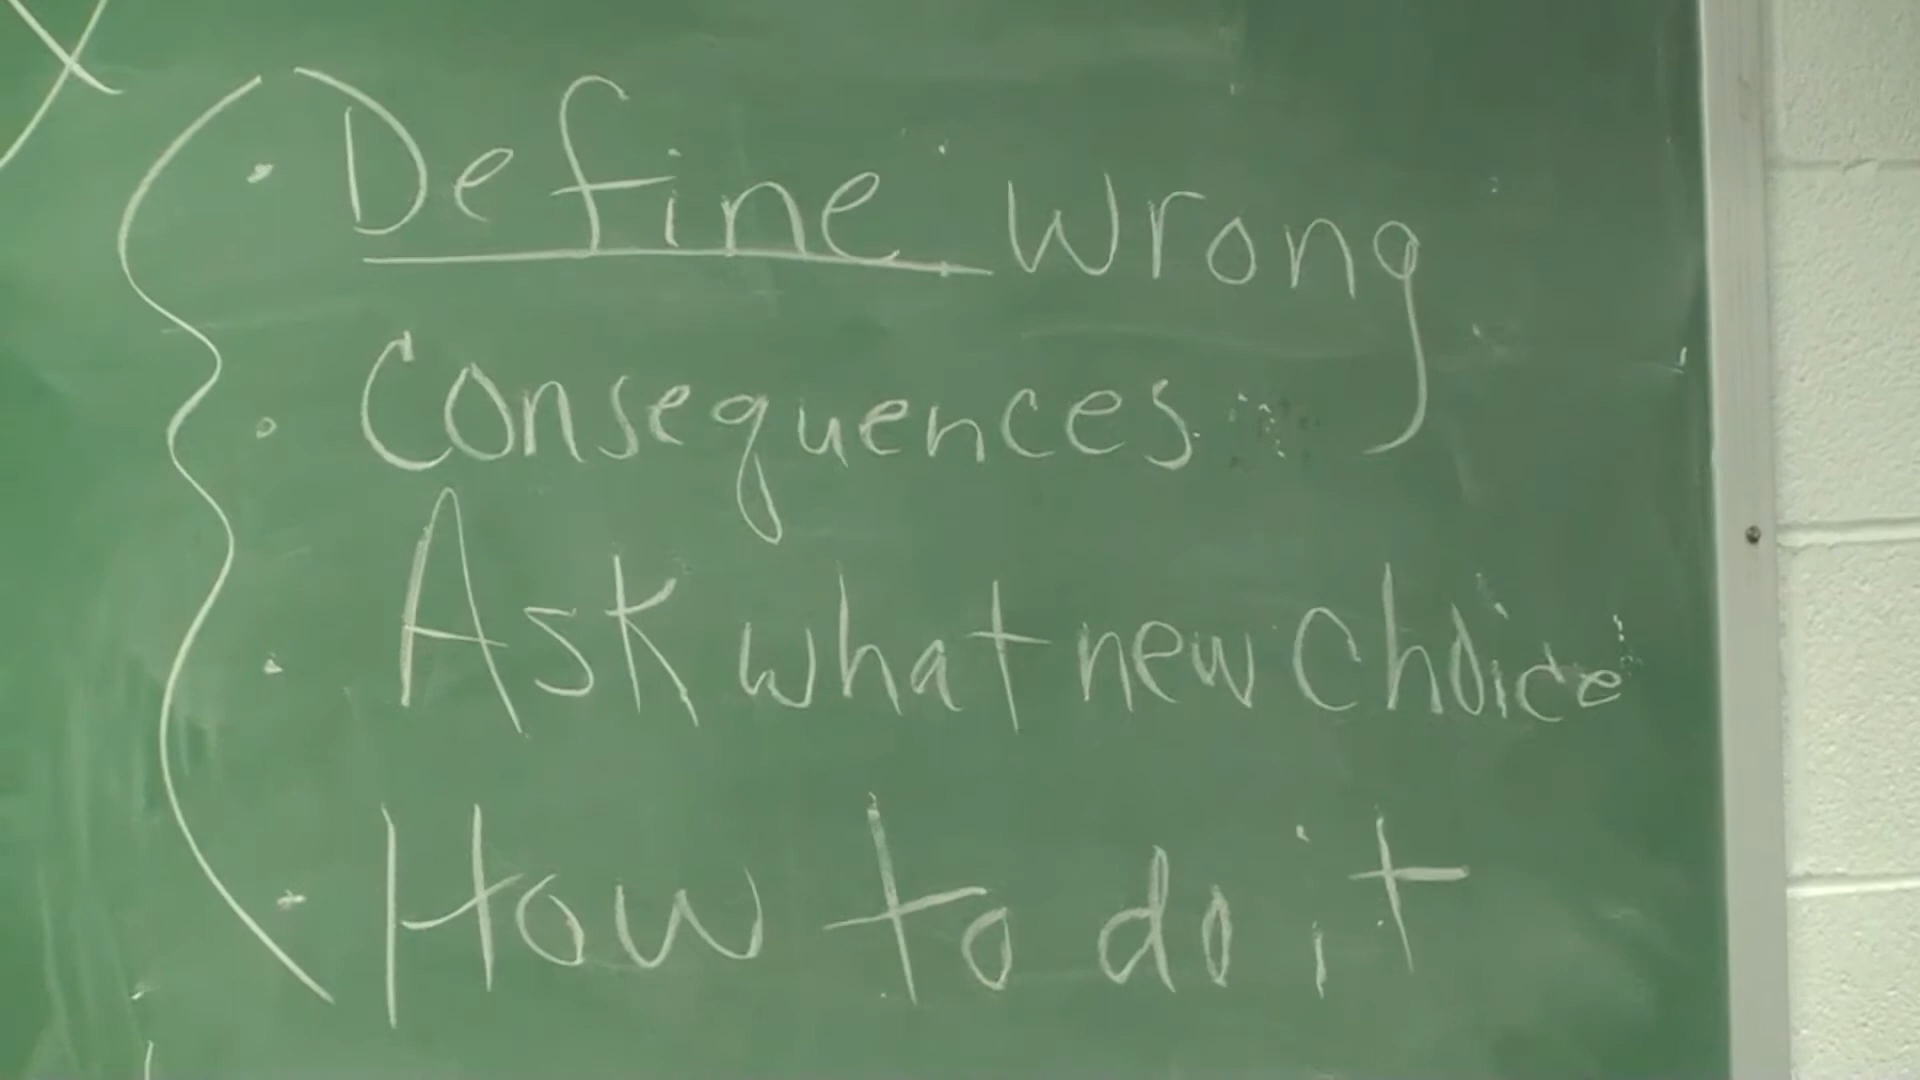 · Define wrong
· Consequences
· Ask what new choice
· How to do it